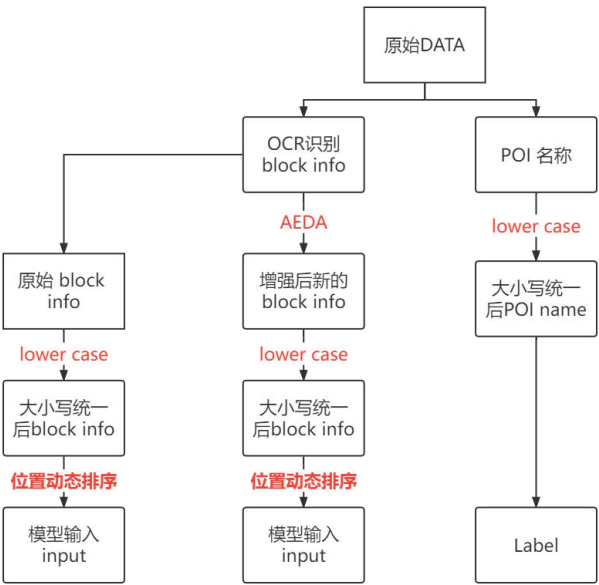 原始DATA
OCR识别
block info
POI 名称
AEDA
lower case
原始 block
info
增强后新的
block info
大小写统一
后POI name
lower case
lower case
大小写统一
后block info
大小写统一
后block info
位置动态排序
位置动态排序
模型输入
input
模型输入
input
Label